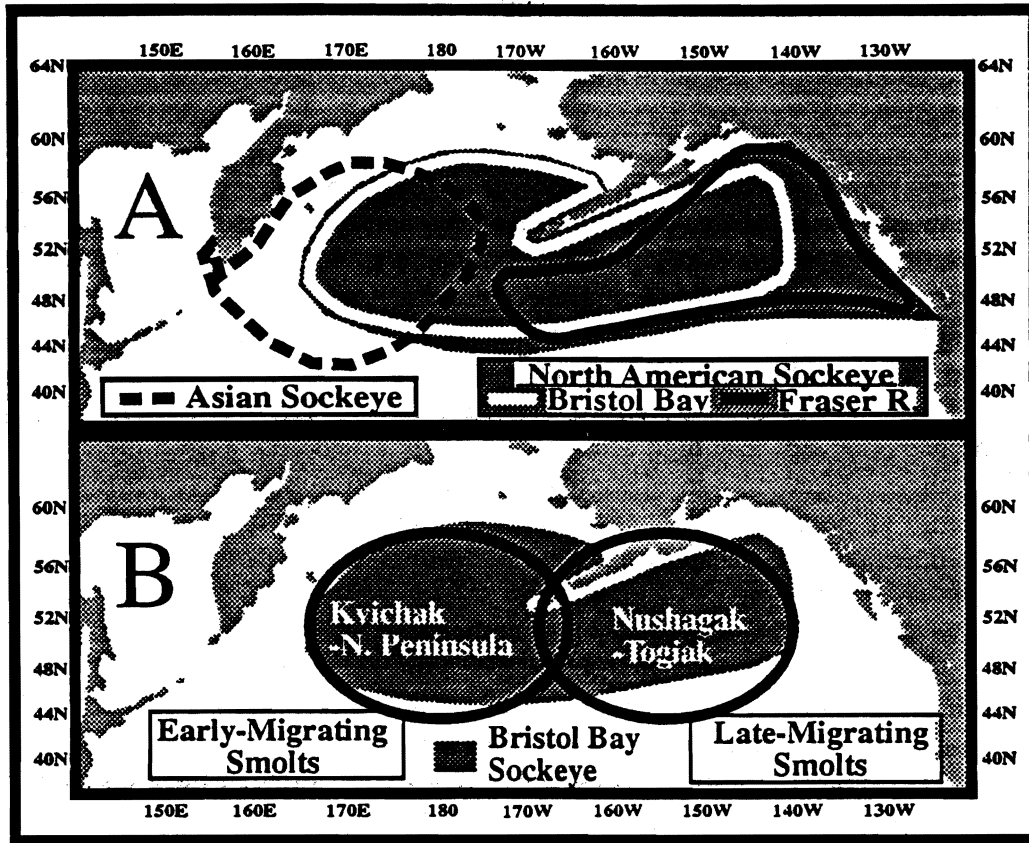 150E 160E 170E 180 170W 160W 150W 140W 130W
64N 64N
60N 60N
56N 56N
A
52N 52N
48N 48N
44N 44N
North American Sockeye
40N 40N
Asian Sockeye
Bristol Bay Fraser R.
60N 60N
56N 56N
B
Kvichak
-N. Peninsula
Nushagak
-Togiak
52N 52N
48N 48N
44N 44N
Early-Migrating
Smolts
Bristol Bay
Sockeye
Late-Migrating
Smolts
40N 40N
150E 160E 170E 180 170W 160W 150W 140W 130W